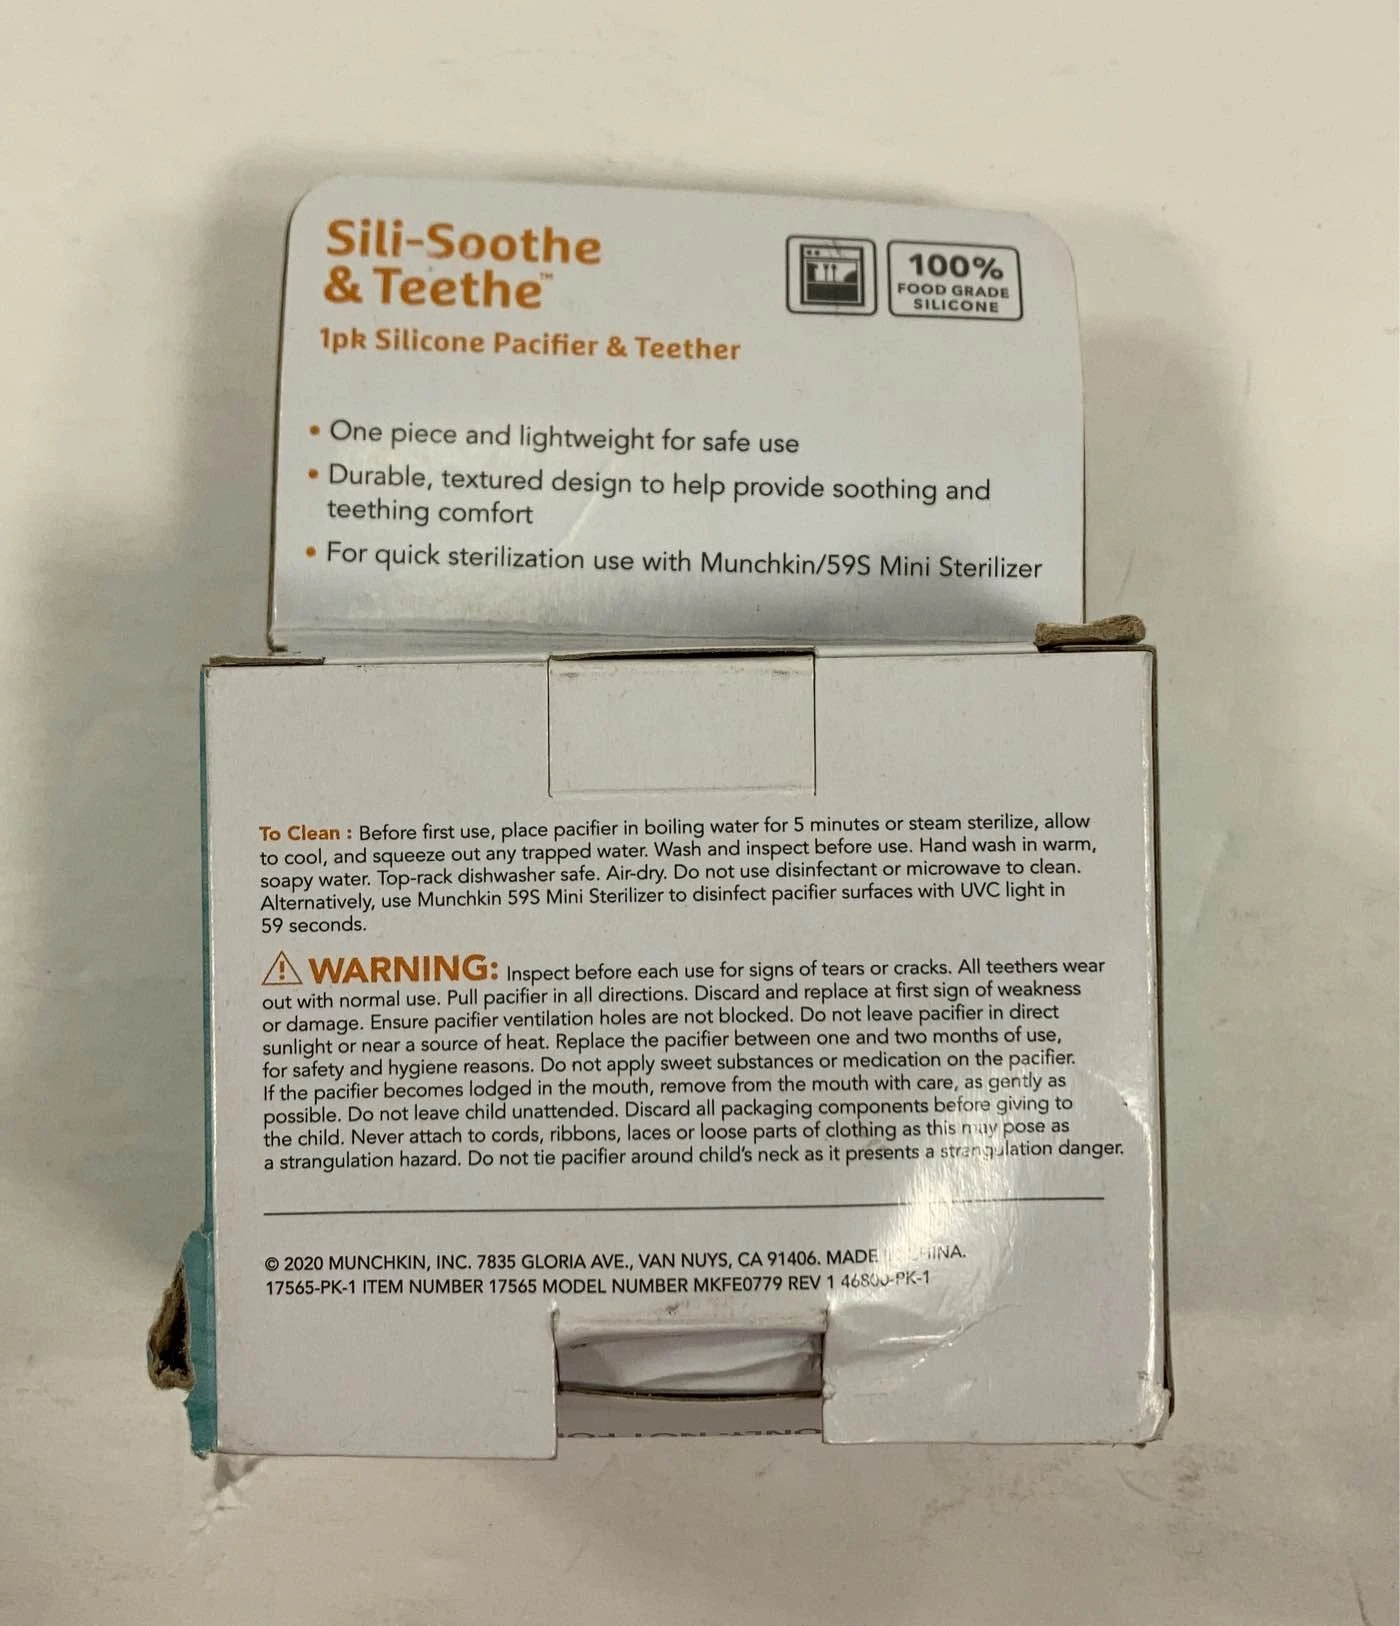 Sili-Soothe
& Teethe™
1pk Silicone Pacifier & Teether
100%
FOOD GRADE
SILICONE
• One piece and lightweight for safe use
• Durable, textured design to help provide soothing and
teething comfort
• For quick sterilization use with Munchkin/59S Mini Sterilizer
To Clean : Before first use, place pacifier in boiling water for 5 minutes or steam sterilize, allow
to cool, and squeeze out any trapped water. Wash and inspect before use. Hand wash in warm,
soapy water. Top-rack dishwasher safe. Air-dry. Do not use disinfectant or microwave to clean.
Alternatively, use Munchkin 59S Mini Sterilizer to disinfect pacifier surfaces with UVC light in
59 seconds.
⚠ WARNING: Inspect before each use for signs of tears or cracks. All teethers wear
out with normal use. Pull pacifier in all directions. Discard and replace at first sign of weakness
or damage. Ensure pacifier ventilation holes are not blocked. Do not leave pacifier in direct
sunlight or near a source of heat. Replace the pacifier between one and two months of use,
for safety and hygiene reasons. Do not apply sweet substances or medication on the pacifier.
If the pacifier becomes lodged in the mouth, remove from the mouth with care, as gently as
possible. Do not leave child unattended. Discard all packaging components before giving to
the child. Never attach to cords, ribbons, laces or loose parts of clothing as this may pose as
a strangulation hazard. Do not tie pacifier around child's neck as it presents a strangulation danger.
© 2020 MUNCHKIN, INC. 7835 GLORIA AVE., VAN NUYS, CA 91406. MADE CHINA.
17565-PK-1 ITEM NUMBER 17565 MODEL NUMBER MKFE0779 REV 1